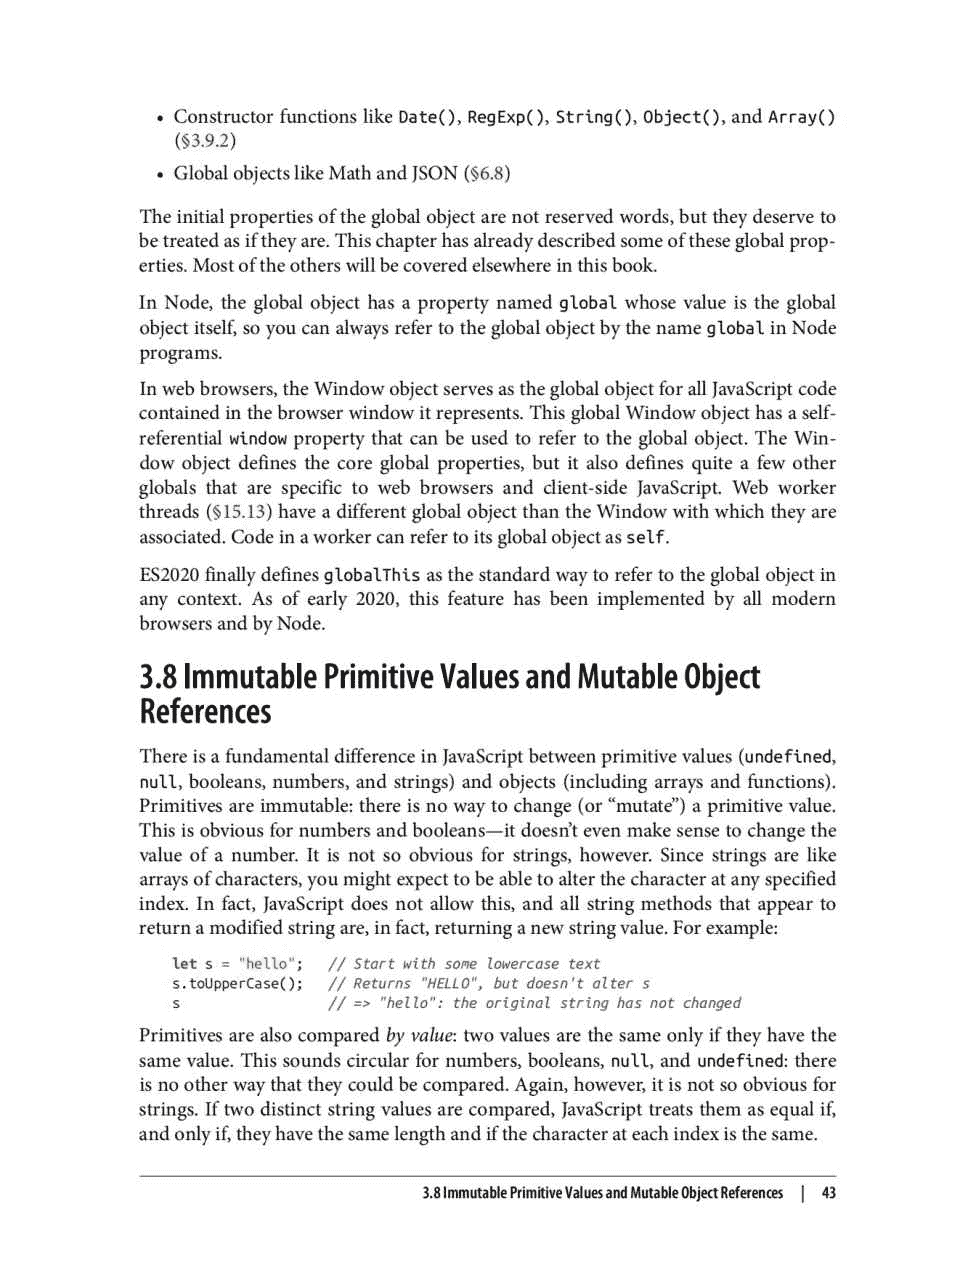 • Constructor functions like Date(), RegExp(), String(), Object(), and Array()
(§3.9.2)
• Global objects like Math and JSON (§6.8)
The initial properties of the global object are not reserved words, but they deserve to
be treated as if they are. This chapter has already described some of these global prop-
erties. Most of the others will be covered elsewhere in this book.
In Node, the global object has a property named global whose value is the global
object itself, so you can always refer to the global object by the name global in Node
programs.
In web browsers, the Window object serves as the global object for all JavaScript code
contained in the browser window it represents. This global Window object has a self-
referential window property that can be used to refer to the global object. The Win-
dow object defines the core global properties, but it also defines quite a few other
globals that are specific to web browsers and client-side JavaScript. Web worker
threads (§15.13) have a different global object than the Window with which they are
associated. Code in a worker can refer to its global object as self.
ES2020 finally defines globalThis as the standard way to refer to the global object in
any context. As of early 2020, this feature has been implemented by all modern
browsers and by Node.
3.8 Immutable Primitive Values and Mutable Object
References
There is a fundamental difference in JavaScript between primitive values (undefined,
null, booleans, numbers, and strings) and objects (including arrays and functions).
Primitives are immutable: there is no way to change (or “mutate”) a primitive value.
This is obvious for numbers and booleans—it doesn’t even make sense to change the
value of a number. It is not so obvious for strings, however. Since strings are like
arrays of characters, you might expect to be able to alter the character at any specified
index. In fact, JavaScript does not allow this, and all string methods that appear to
return a modified string are, in fact, returning a new string value. For example:
let s = "hello";   // Start with some lowercase text
s.toUpperCase();   // Returns "HELLO", but doesn't alter s
s                  // => "hello": the original string has not changed
Primitives are also compared by value: two values are the same only if they have the
same value. This sounds circular for numbers, booleans, null, and undefined: there
is no other way that they could be compared. Again, however, it is not so obvious for
strings. If two distinct string values are compared, JavaScript treats them as equal if,
and only if, they have the same length and if the character at each index is the same.
3.8 Immutable Primitive Values and Mutable Object References | 43